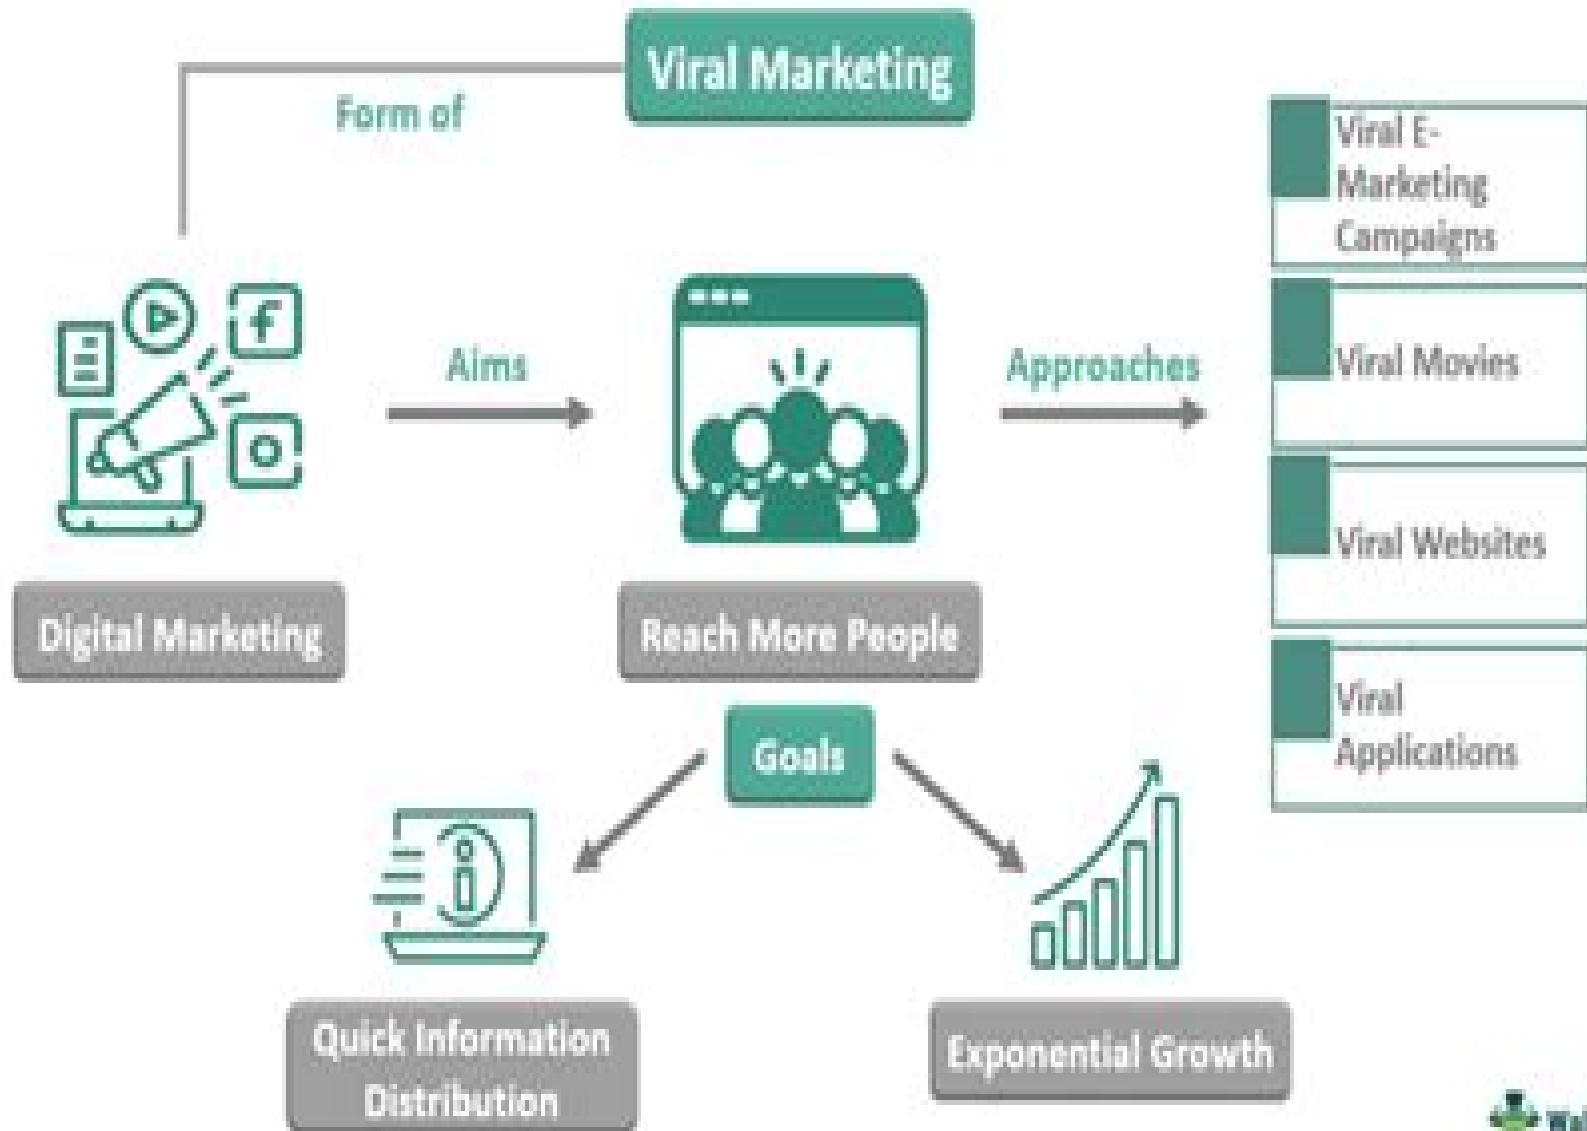 Viral Marketing
Form of
Viral E-
Marketing
Campaigns
Aims
Approaches
Viral Movies
Viral Websites
Digital Marketing
Reach More People
Viral
Applications
Goals
Quick Information
Distribution
Exponential Growth